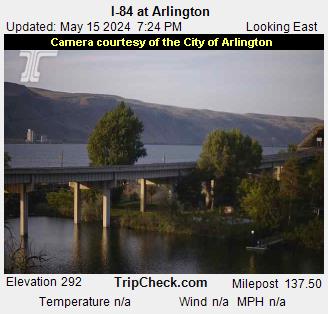 I-84 at Arlington
Updated: May 15 2024 7:24 PM Looking East
Camera courtesy of the City of Arlington
Elevation 292 TripCheck.com Milepost 137.50
Temperature n/a Wind n/a MPH n/a